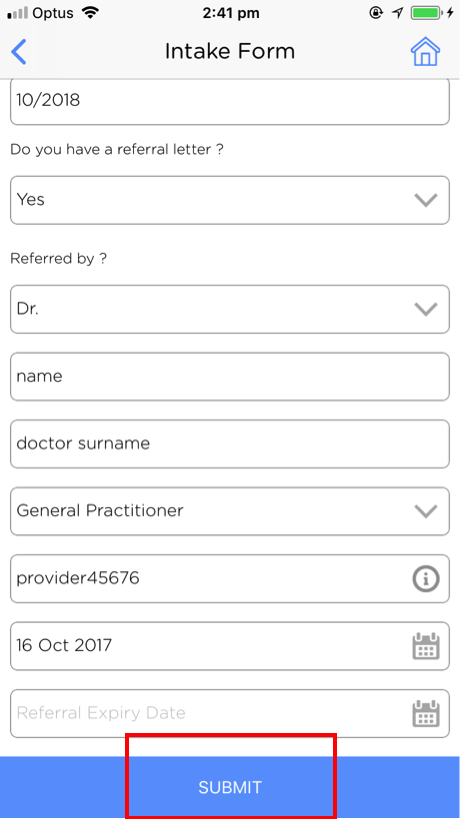 Optus 2:41 pm
Intake Form
10/2018
Do you have a referral letter ?
Yes
Referred by ?
Dr.
name
doctor surname
General Practitioner
provider45676
16 Oct 2017
Referral Expiry Date
SUBMIT